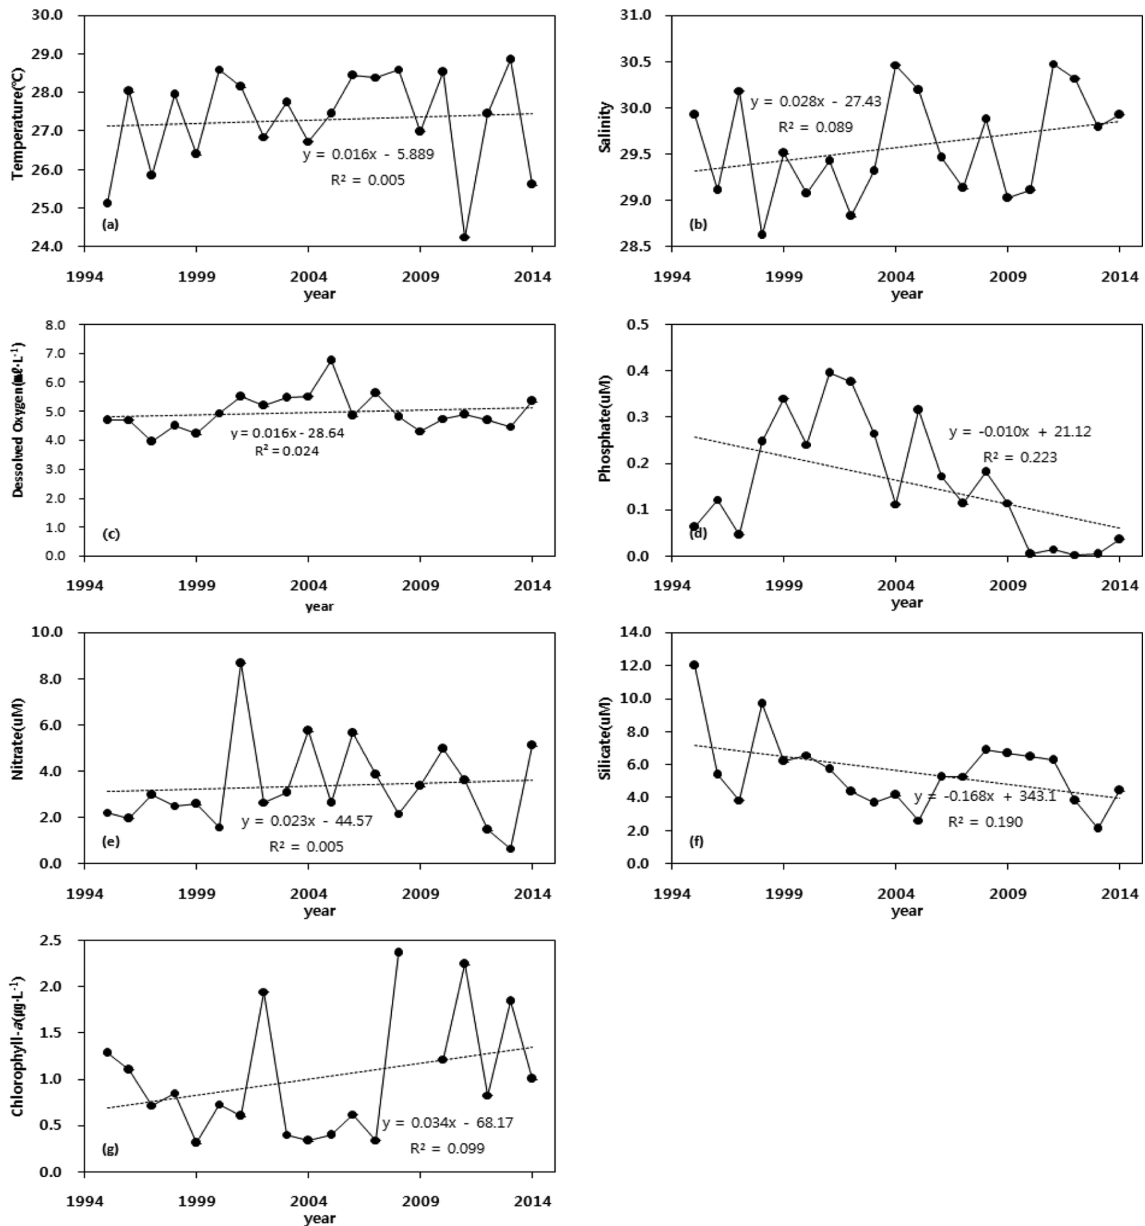 Temperature(℃)
30.0
29.0
28.0
27.0
26.0
25.0
24.0
y = 0.016x - 5.889
R² = 0.005
(a)
1994 1999 2004 2009 2014
year
Salinity
31.0
30.5
30.0
29.5
29.0
28.5
y = 0.028x - 27.43
R² = 0.089
(b)
1994 1999 2004 2009 2014
year
Dessolved Oxygen(㎖·L⁻¹)
8.0
7.0
6.0
5.0
4.0
3.0
2.0
1.0
0.0
y = 0.016x - 28.64
R² = 0.024
(c)
1994 1999 2004 2009 2014
year
Phosphate(uM)
0.5
0.4
0.3
0.2
0.1
0.0
y = -0.010x + 21.12
R² = 0.223
(d)
1994 1999 2004 2009 2014
year
Nitrate(uM)
10.0
8.0
6.0
4.0
2.0
0.0
y = 0.023x - 44.57
R² = 0.005
(e)
1994 1999 2004 2009 2014
year
Silicate(uM)
14.0
12.0
10.0
8.0
6.0
4.0
2.0
0.0
y = -0.168x + 343.1
R² = 0.190
(f)
1994 1999 2004 2009 2014
year
Chlorophyll-a(μg·L⁻¹)
2.5
2.0
1.5
1.0
0.5
0.0
y = 0.034x - 68.17
R² = 0.099
(g)
1994 1999 2004 2009 2014
year